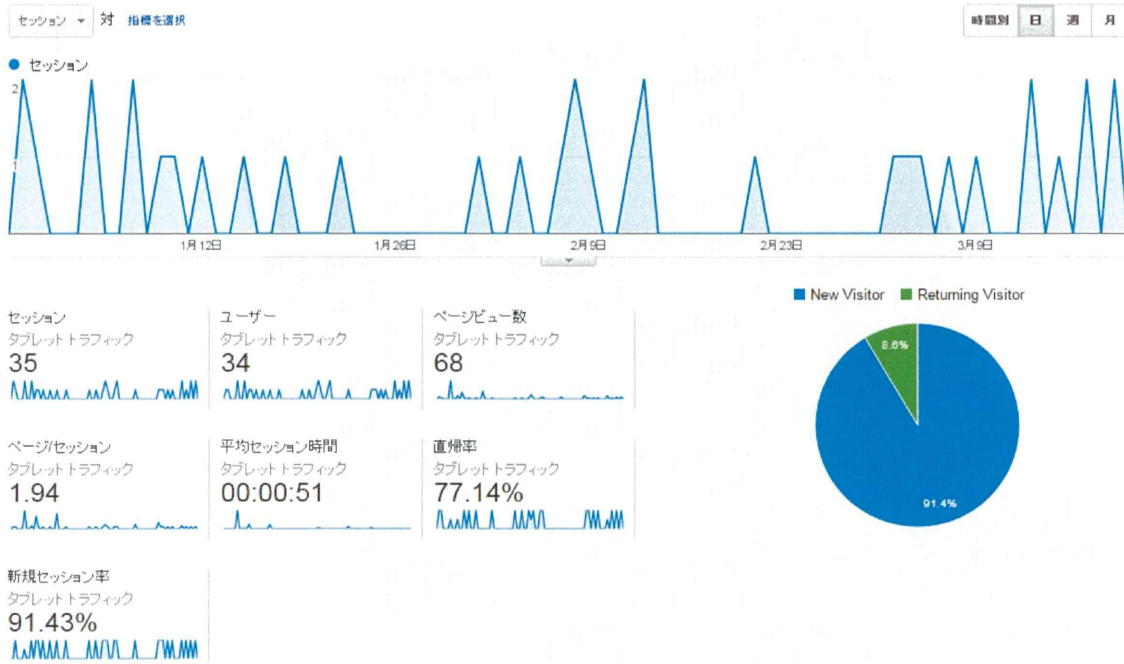 セッション 対 指標を選択
時間別 日 週 月
セッション
2
1
1月12日 1月26日 2月9日 2月23日 3月9日
New Visitor Returning Visitor
セッション
タブレットトラフィック
35
ユーザー
タブレットトラフィック
34
ページビュー数
タブレットトラフィック
68
8.6%
91.4%
ページ/セッション
タブレットトラフィック
1.94
平均セッション時間
タブレットトラフィック
00:00:51
直帰率
タブレットトラフィック
77.14%
新規セッション率
タブレットトラフィック
91.43%